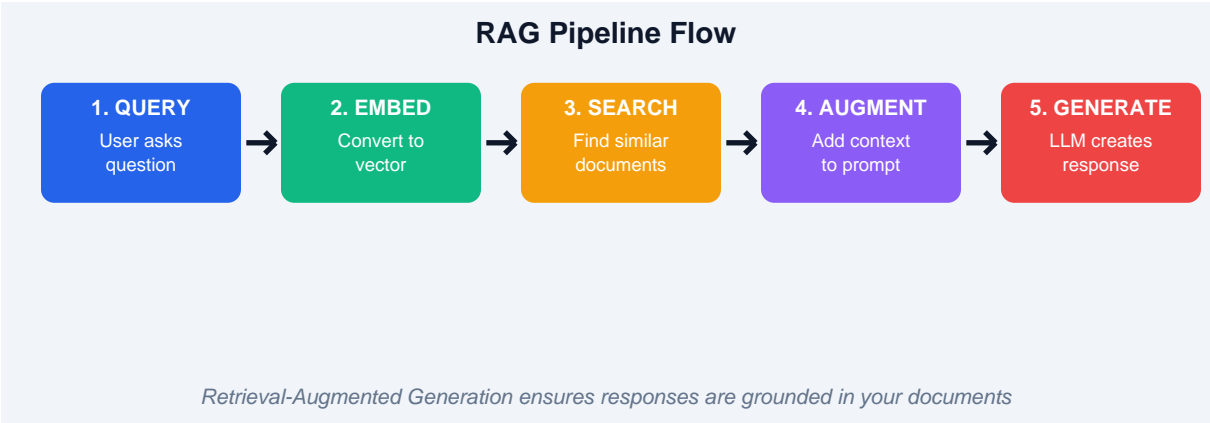 RAG Pipeline Flow
1. QUERY
User asks
question
2. EMBED
Convert to
vector
3. SEARCH
Find similar
documents
4. AUGMENT
Add context
to prompt
5. GENERATE
LLM creates
response
Retrieval-Augmented Generation ensures responses are grounded in your documents